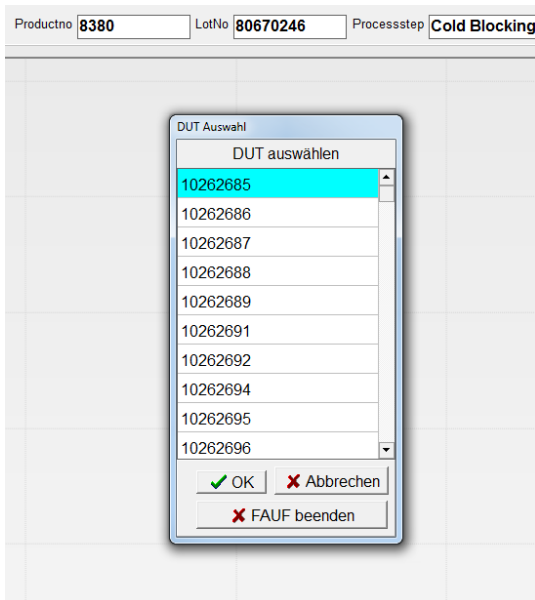 Productno 8380 LotNo 80670246 Processstep Cold Blocking
DUT Auswahl
DUT auswählen
10262685
10262686
10262687
10262688
10262689
10262691
10262692
10262694
10262695
10262696
OK Abbrechen
FAUF beenden